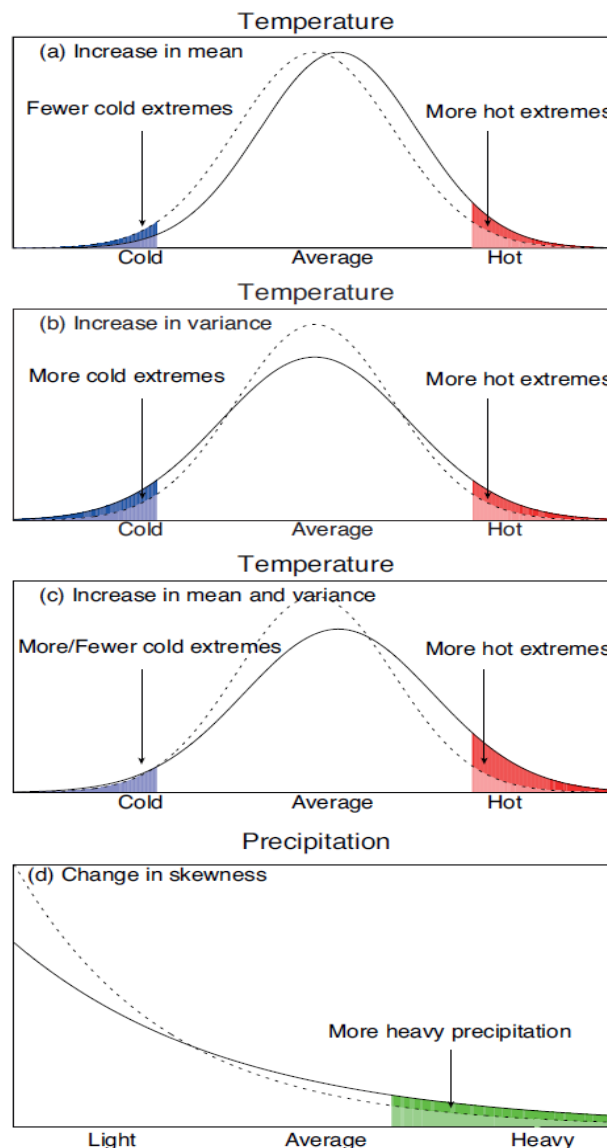 Temperature
(a) Increase in mean
Fewer cold extremes More hot extremes
Cold Average Hot
Temperature
(b) Increase in variance
More cold extremes More hot extremes
Cold Average Hot
Temperature
(c) Increase in mean and variance
More/Fewer cold extremes More hot extremes
Cold Average Hot
Precipitation
(d) Change in skewness
More heavy precipitation
Light Average Heavy